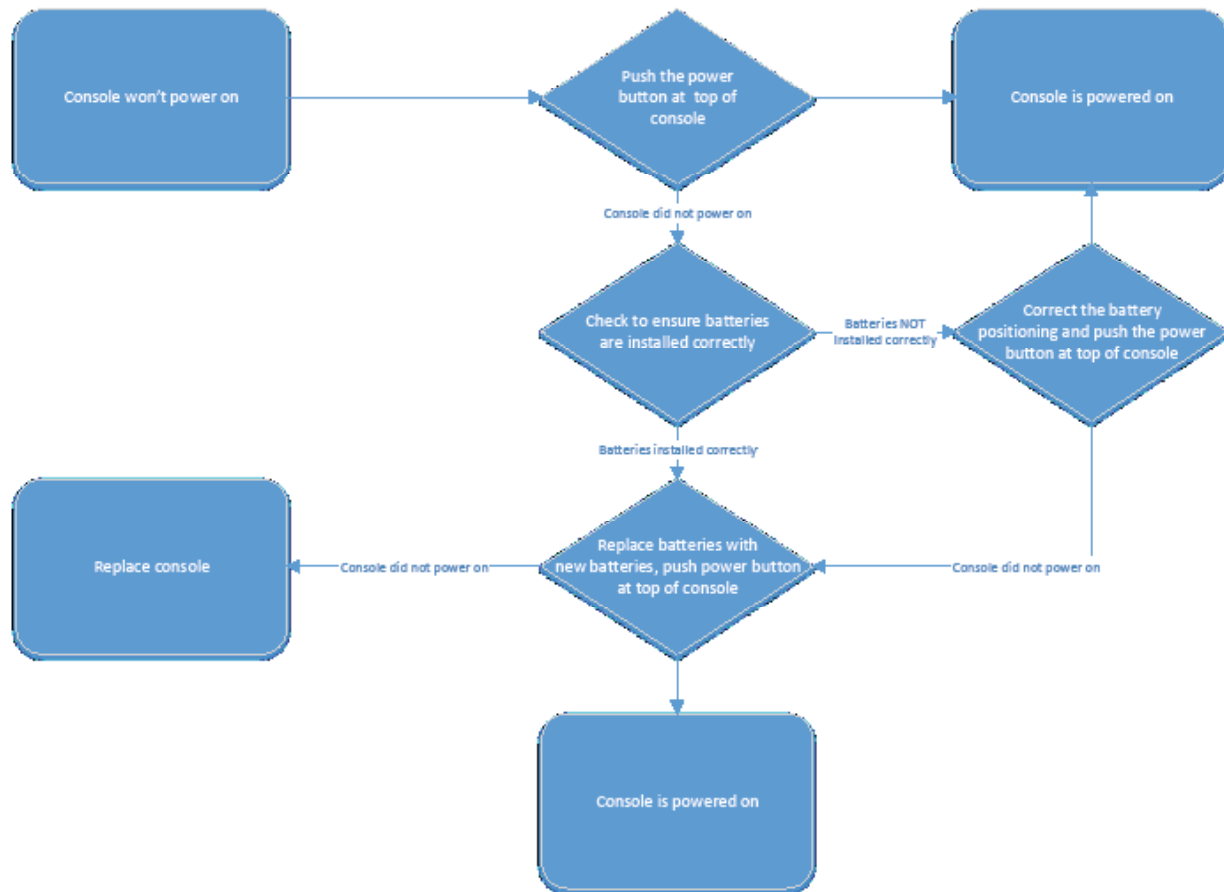 Console won't power on
Push the power
button at top of
console
Console is powered on
Console did not power on
Check to ensure batteries
are installed correctly
Batteries NOT
installed correctly
Correct the battery
positioning and push the power
button at top of console
Batteries installed correctly
Replace console
Console did not power on
Replace batteries with
new batteries, push power button
at top of console
Console did not power on
Console is powered on